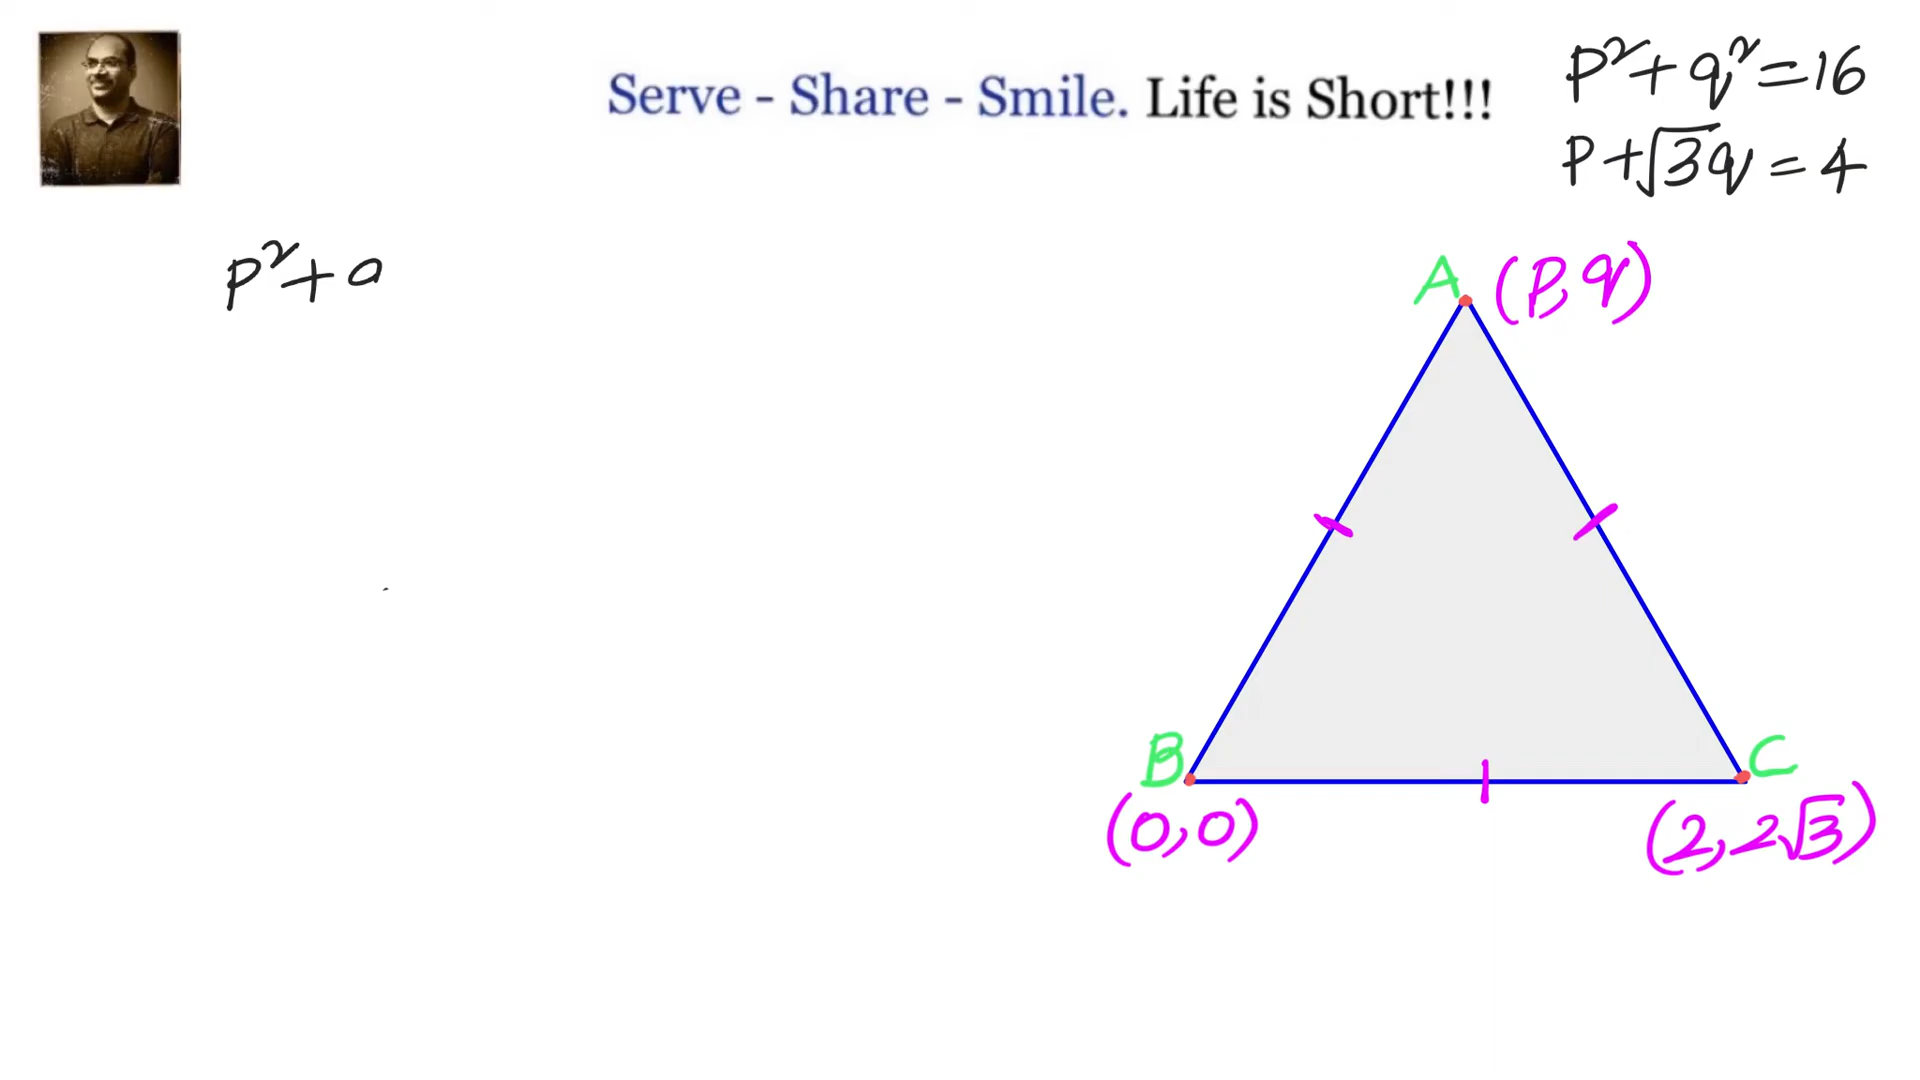 Serve - Share - Smile. Life is Short!!!
p²+q²=16
p+√3q=4
p²+q
A (p,q)
B C
(0,0) (2,2√3)